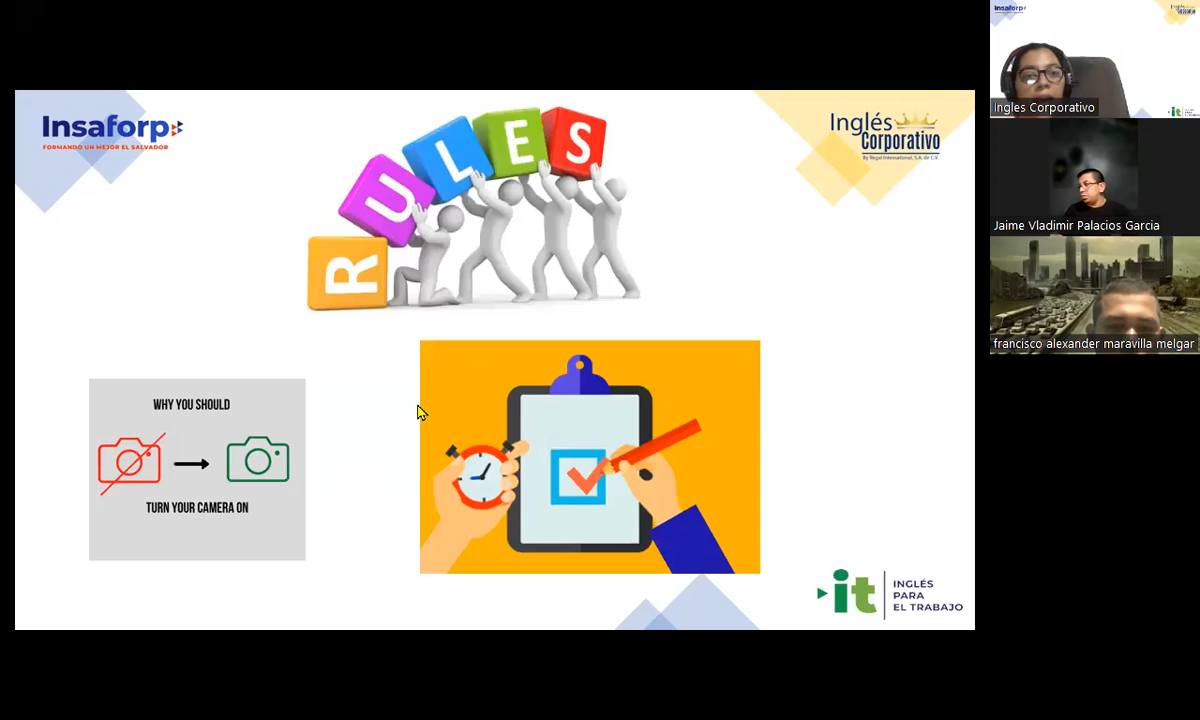 Insaforp
FORMANDO UN MEJOR EL SALVADOR
RULES
Inglés
Corporativo
By Regal International, S.A. de C.V.
WHY YOU SHOULD
TURN YOUR CAMERA ON
it
INGLÉS
PARA
EL TRABAJO
Insaforp
Ingles Corporativo
Jaime Vladimir Palacios Garcia
francisco alexander maravilla melgar